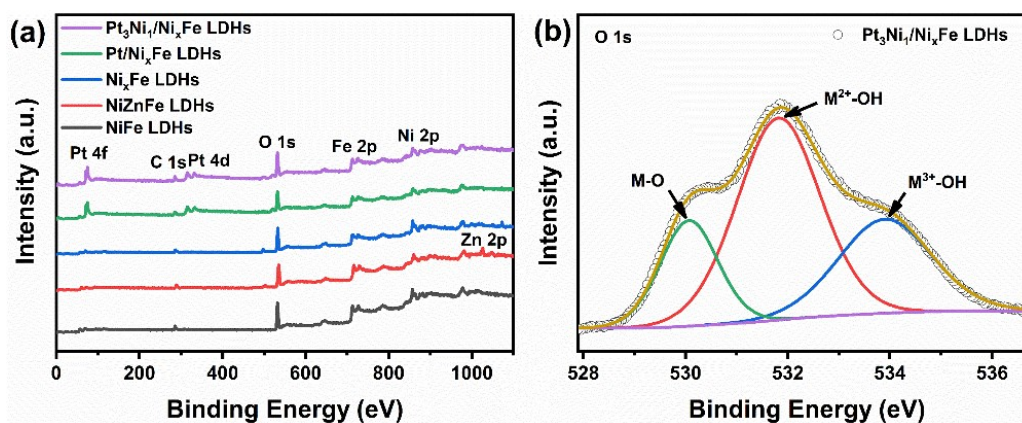 (a)
Pt₃Ni₁/NiₓFe LDHs
Pt/NiₓFe LDHs
NiₓFe LDHs
NiZnFe LDHs
NiFe LDHs
Pt 4f
C 1s
Pt 4d
O 1s
Fe 2p
Ni 2p
Zn 2p
Intensity (a.u.)
0 200 400 600 800 1000
Binding Energy (eV)
(b)
O 1s
Pt₃Ni₁/NiₓFe LDHs
M²⁺-OH
M-O
M³⁺-OH
Intensity (a.u.)
528 530 532 534 536
Binding Energy (eV)